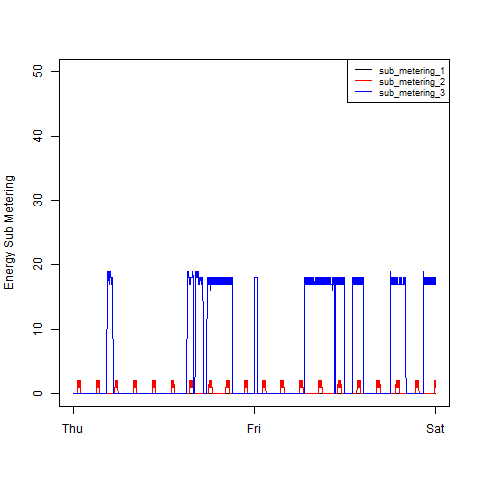 sub_metering_1
sub_metering_2
sub_metering_3
Energy Sub Metering
50
40
30
20
10
0
Thu
Fri
Sat